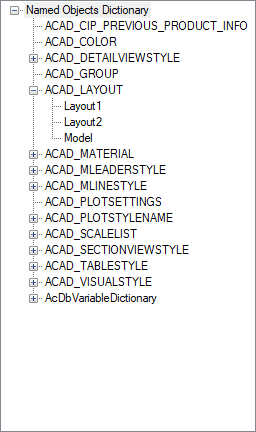 Named Objects Dictionary
ACAD_CIP_PREVIOUS_PRODUCT_INFO
ACAD_COLOR
ACAD_DETAILVIEWSTYLE
ACAD_GROUP
ACAD_LAYOUT
Layout1
Layout2
Model
ACAD_MATERIAL
ACAD_MLEADERSTYLE
ACAD_MLINESTYLE
ACAD_PLOTSETTINGS
ACAD_PLOTSTYLENAME
ACAD_SCALELIST
ACAD_SECTIONVIEWSTYLE
ACAD_TABLESTYLE
ACAD_VISUALSTYLE
AcDbVariableDictionary